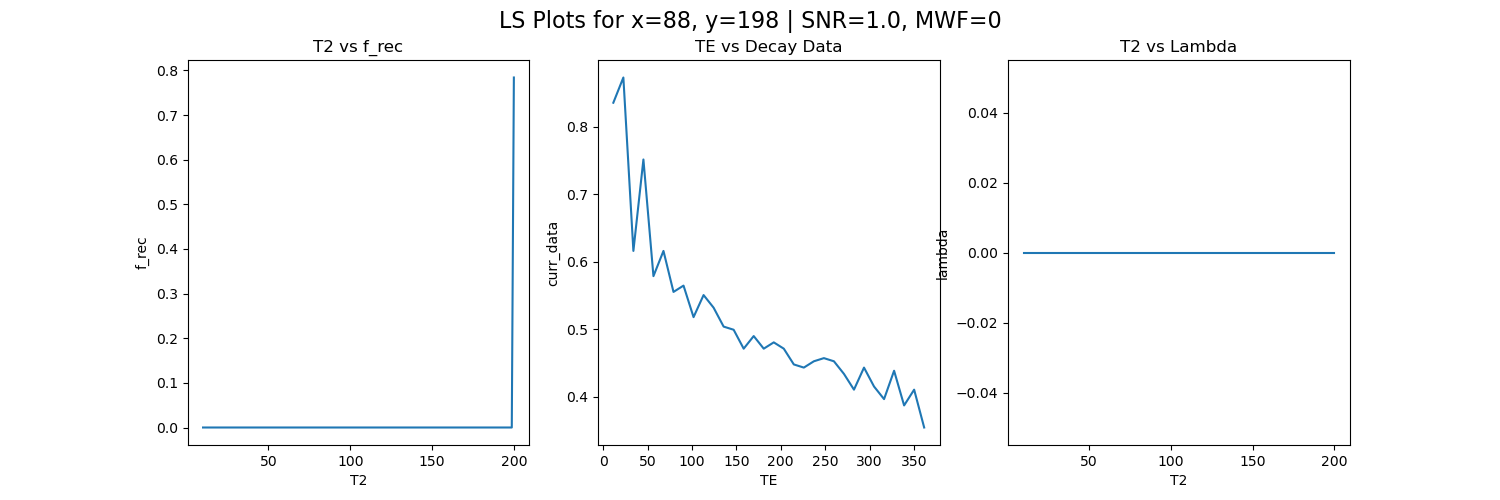 LS Plots for x=88, y=198 | SNR=1.0, MWF=0
T2 vs f_rec
0.8
0.7
0.6
0.5
0.4
0.3
0.2
0.1
0.0
f_rec
50 100 150 200
T2
TE vs Decay Data
0.8
0.7
0.6
0.5
0.4
curr_data
0 50 100 150 200 250 300 350
TE
T2 vs Lambda
0.04
0.02
0.00
−0.02
−0.04
lambda
50 100 150 200
T2